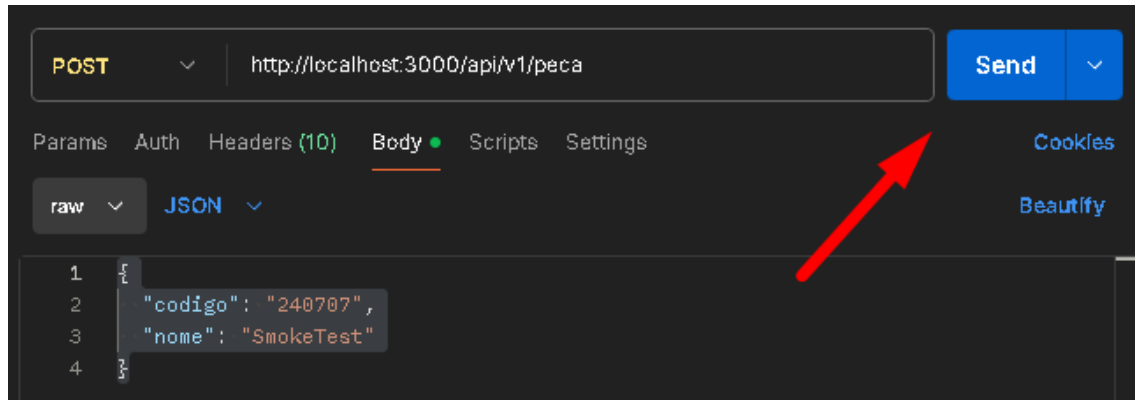 POST http://localhost:3000/api/v1/peca Send
Params Auth Headers (10) Body Scripts Settings Cookies
raw JSON Beautify
1 {
2 "codigo": "240707",
3 "nome": "SmokeTest"
4 }